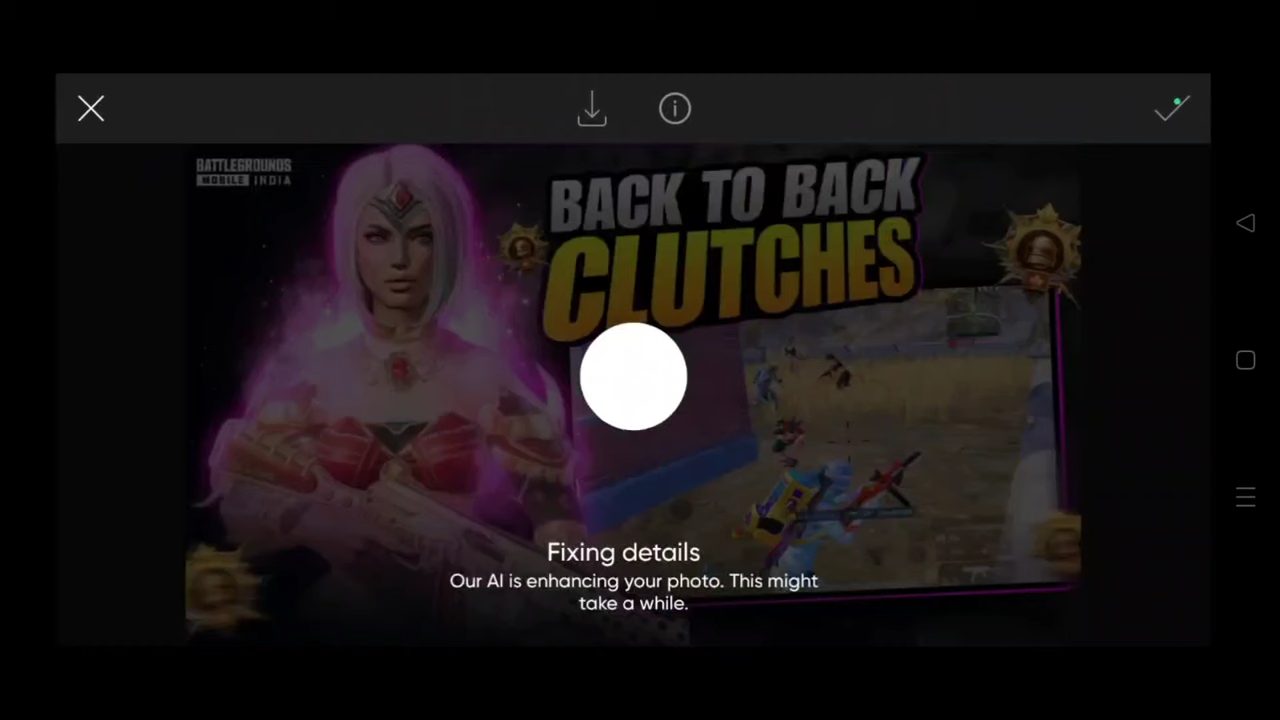 BATTLEGROUNDS
MOBILE INDIA
BACK TO BACK
CLUTCHES
Fixing details
Our AI is enhancing your photo. This might
take a while.